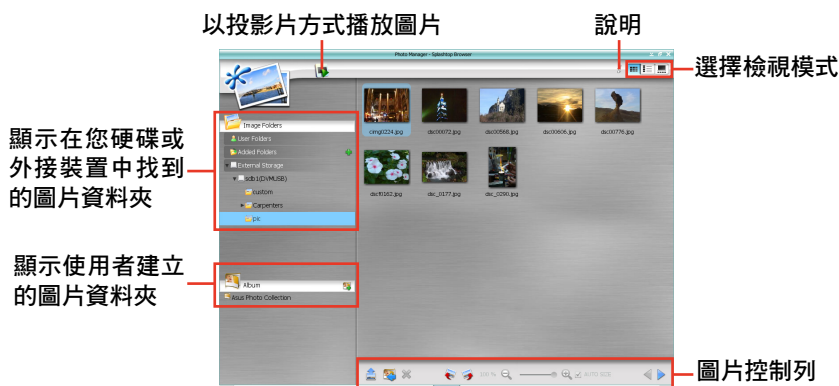 以投影片方式播放圖片
說明
Photo Manager - Splashtop Browser
選擇檢視模式
顯示在您硬碟或
外接裝置中找到
的圖片資料夾
Image Folders
User Folders
Added Folders
External Storage
sdb1(DVMUSB)
custom
Carpenters
pic
cimg0224.jpg
dsc00072.jpg
dsc00568.jpg
dsc00606.jpg
dsc00776.jpg
dscf0162.jpg
dsc_0177.jpg
dsc_0290.jpg
顯示使用者建立
的圖片資料夾
Album
Asus Photo Collection
100 %
AUTO SIZE
圖片控制列